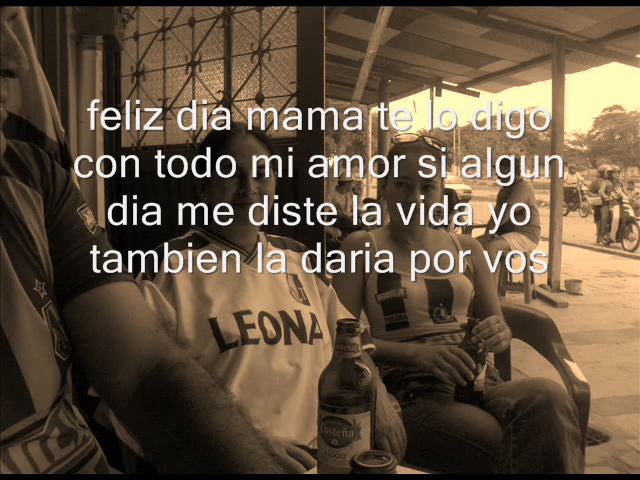 feliz dia mama te lo digo
con todo mi amor si algun
dia me diste la vida yo
tambien la daria por vos
LEONA
Costeña